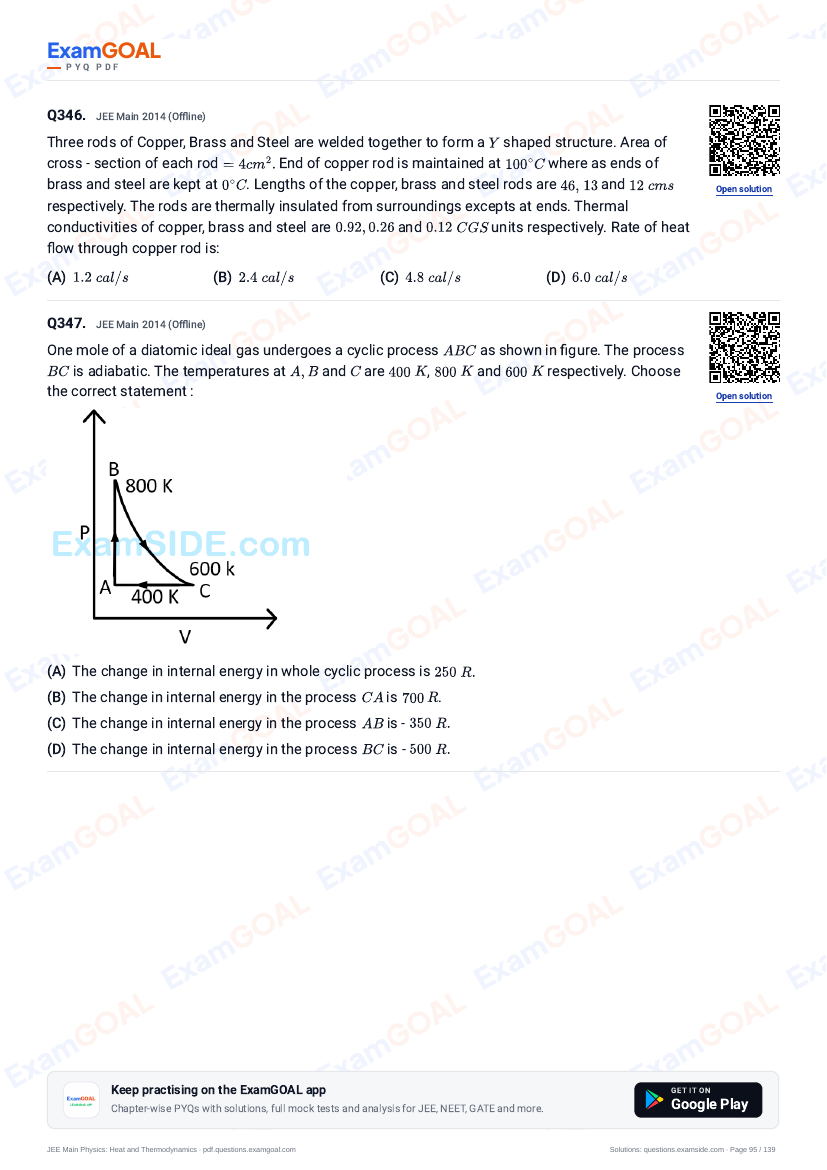 ExamGOAL
PYQ PDF
Q346. JEE Main 2014 (Offline)
Three rods of Copper, Brass and Steel are welded together to form a Y shaped structure. Area of
cross - section of each rod = 4cm². End of copper rod is maintained at 100°C where as ends of
brass and steel are kept at 0°C. Lengths of the copper, brass and steel rods are 46, 13 and 12 cms
respectively. The rods are thermally insulated from surroundings excepts at ends. Thermal
conductivities of copper, brass and steel are 0.92, 0.26 and 0.12 CGS units respectively. Rate of heat
flow through copper rod is:
(A) 1.2 cal/s (B) 2.4 cal/s (C) 4.8 cal/s (D) 6.0 cal/s
Open solution
Q347. JEE Main 2014 (Offline)
One mole of a diatomic ideal gas undergoes a cyclic process ABC as shown in figure. The process
BC is adiabatic. The temperatures at A, B and C are 400 K, 800 K and 600 K respectively. Choose
the correct statement :
Open solution
B
800 K
P
ExamSIDE.com
600 k
A
400 K
C
V
(A) The change in internal energy in whole cyclic process is 250 R.
(B) The change in internal energy in the process CA is 700 R.
(C) The change in internal energy in the process AB is - 350 R.
(D) The change in internal energy in the process BC is - 500 R.
Keep practising on the ExamGOAL app
Chapter-wise PYQs with solutions, full mock tests and analysis for JEE, NEET, GATE and more.
GET IT ON
Google Play
JEE Main Physics: Heat and Thermodynamics · pdf.questions.examgoal.com
Solutions: questions.examside.com · Page 95 / 139